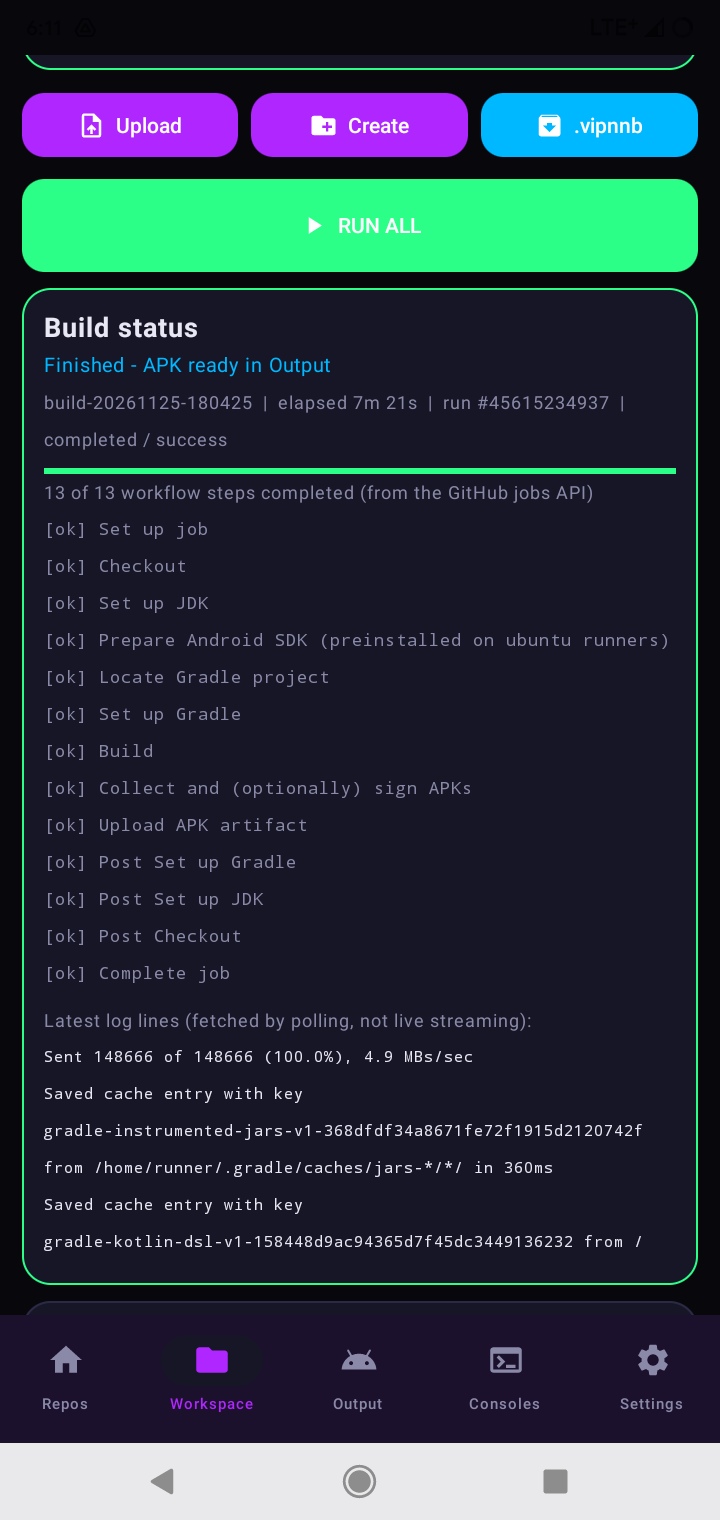 6:11
LTE+
Upload
Create
.vipnnb
RUN ALL
Build status
Finished - APK ready in Output
build-20261125-180425 | elapsed 7m 21s | run #45615234937 |
completed / success
13 of 13 workflow steps completed (from the GitHub jobs API)
[ok] Set up job
[ok] Checkout
[ok] Set up JDK
[ok] Prepare Android SDK (preinstalled on ubuntu runners)
[ok] Locate Gradle project
[ok] Set up Gradle
[ok] Build
[ok] Collect and (optionally) sign APKs
[ok] Upload APK artifact
[ok] Post Set up Gradle
[ok] Post Set up JDK
[ok] Post Checkout
[ok] Complete job
Latest log lines (fetched by polling, not live streaming):
Sent 148666 of 148666 (100.0%), 4.9 MBs/sec
Saved cache entry with key
gradle-instrumented-jars-v1-368dfdf34a8671fe72f1915d2120742f
from /home/runner/.gradle/caches/jars-*/*/ in 360ms
Saved cache entry with key
gradle-kotlin-dsl-v1-158448d9ac94365d7f45dc3449136232 from /
Repos
Workspace
Output
Consoles
Settings